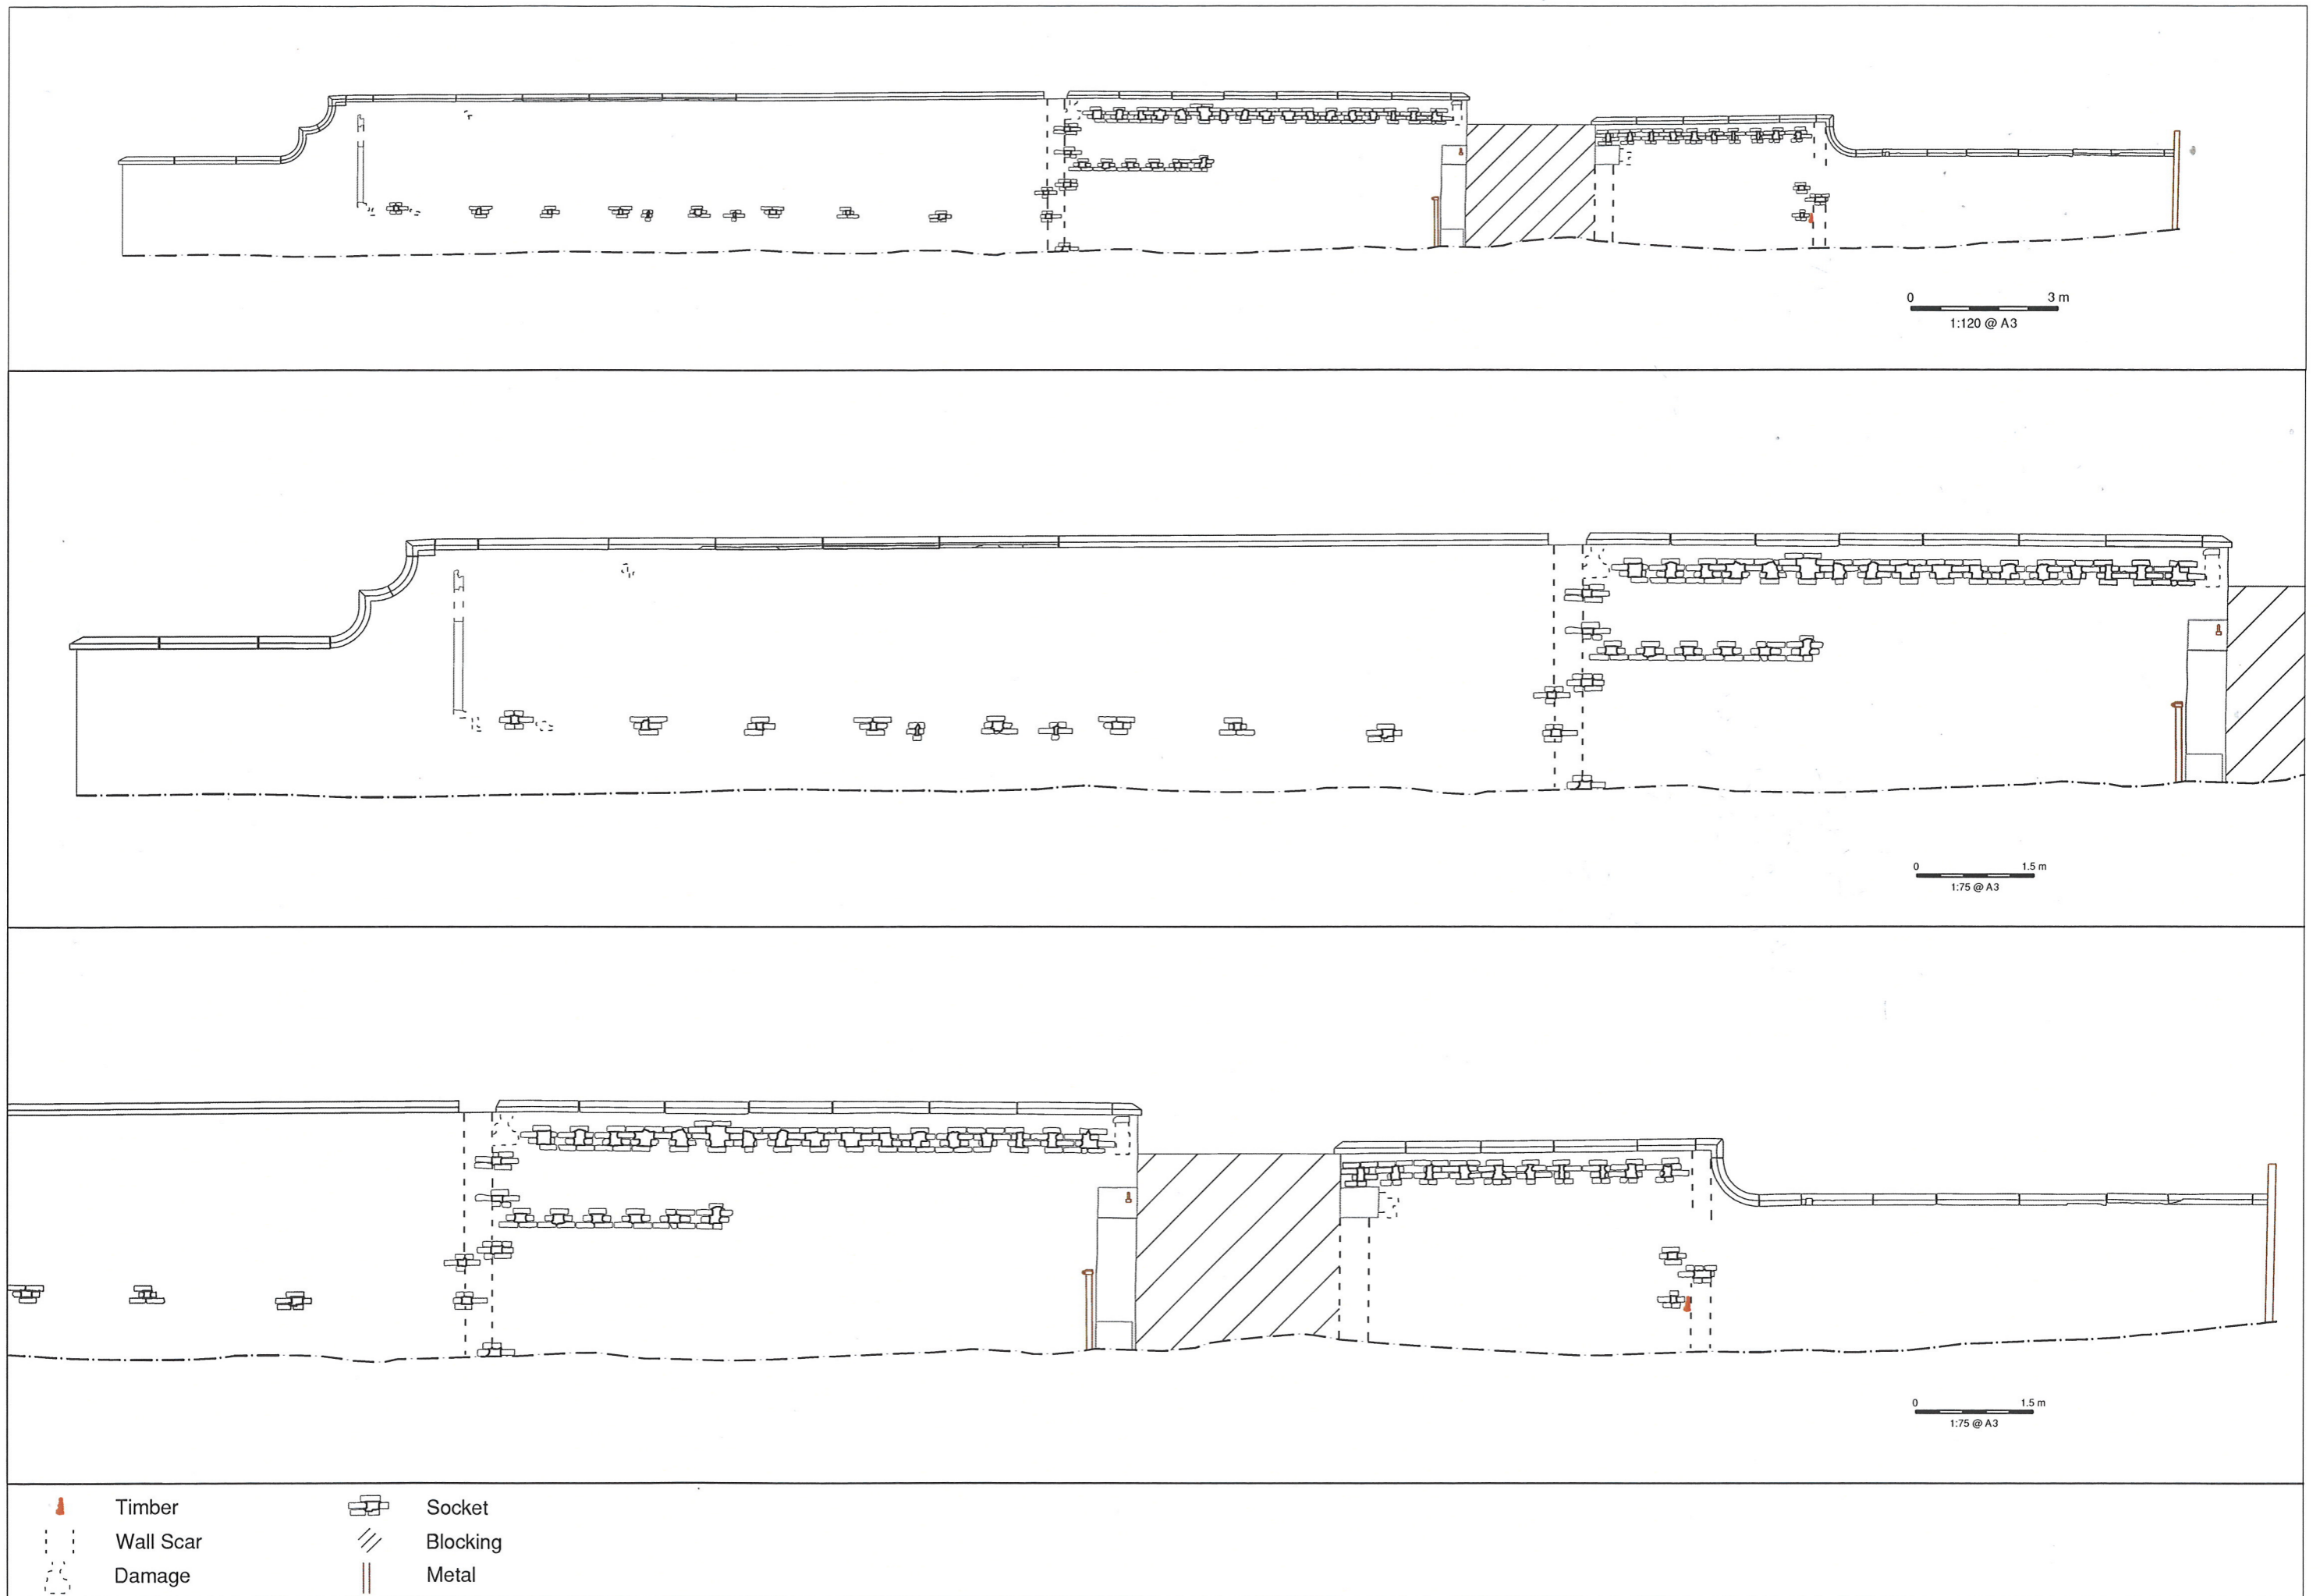 0 3 m
1:120 @ A3
0 1.5 m
1:75 @ A3
0 1.5 m
1:75 @ A3
Timber Socket
Wall Scar Blocking
Damage Metal